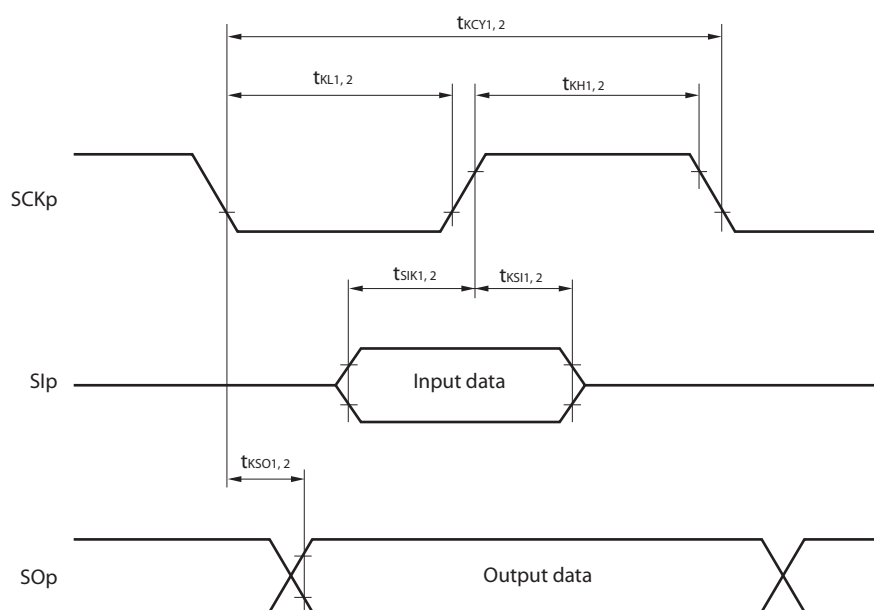 tKCY1, 2
tKL1, 2
tKH1, 2
SCKp
tSIK1, 2
tKSI1, 2
SIp
Input data
tKSO1, 2
SOp
Output data